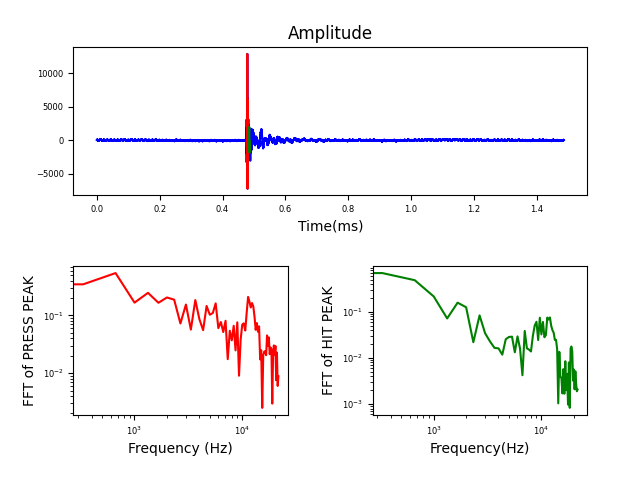 Amplitude
10000
5000
0
−5000
0.0 0.2 0.4 0.6 0.8 1.0 1.2 1.4
Time(ms)
FFT of PRESS PEAK
10⁻¹
10⁻²
10³ 10⁴
Frequency (Hz)
FFT of HIT PEAK
10⁻¹
10⁻²
10⁻³
10³ 10⁴
Frequency(Hz)